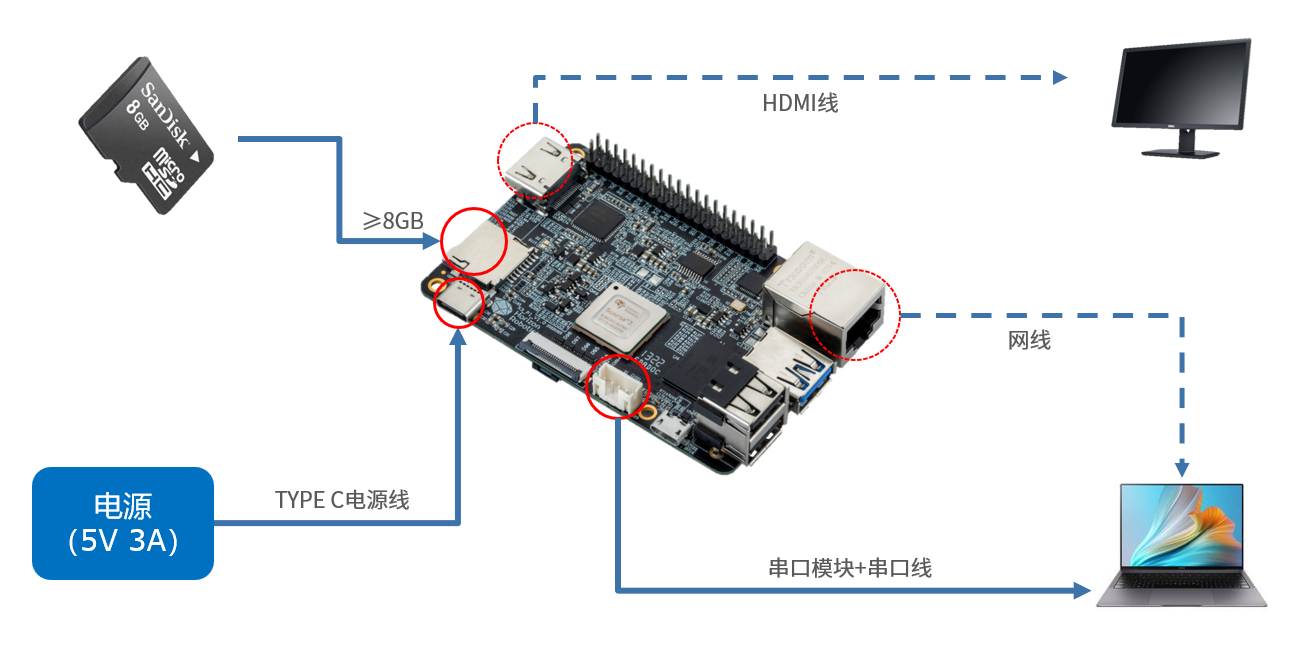 SanDisk
8GB
micro
HC
HDMI线
≥8GB
网线
1322
TYPE C电源线
电源
（5V 3A）
串口模块+串口线